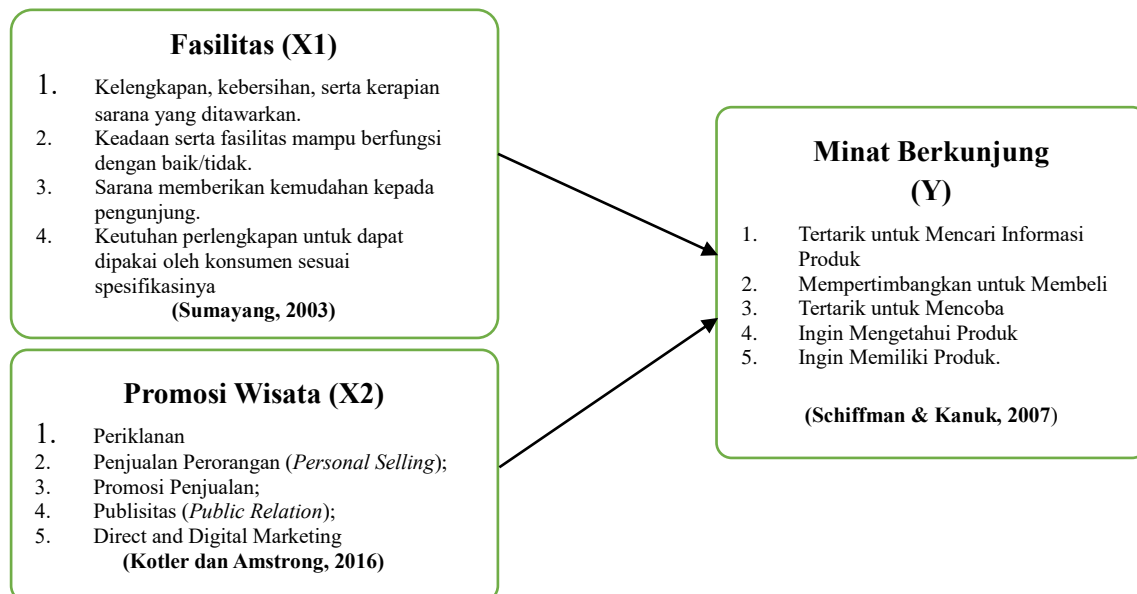 Fasilitas (X1)
1. Kelengkapan, kebersihan, serta kerapian
sarana yang ditawarkan.
2. Keadaan serta fasilitas mampu berfungsi
dengan baik/tidak.
3. Sarana memberikan kemudahan kepada
pengunjung.
4. Keutuhan perlengkapan untuk dapat
dipakai oleh konsumen sesuai
spesifikasinya
(Sumayang, 2003)
Promosi Wisata (X2)
1. Periklanan
2. Penjualan Perorangan (Personal Selling);
3. Promosi Penjualan;
4. Publisitas (Public Relation);
5. Direct and Digital Marketing
(Kotler dan Amstrong, 2016)
Minat Berkunjung
(Y)
1. Tertarik untuk Mencari Informasi
Produk
2. Mempertimbangkan untuk Membeli
3. Tertarik untuk Mencoba
4. Ingin Mengetahui Produk
5. Ingin Memiliki Produk.
(Schiffman & Kanuk, 2007)